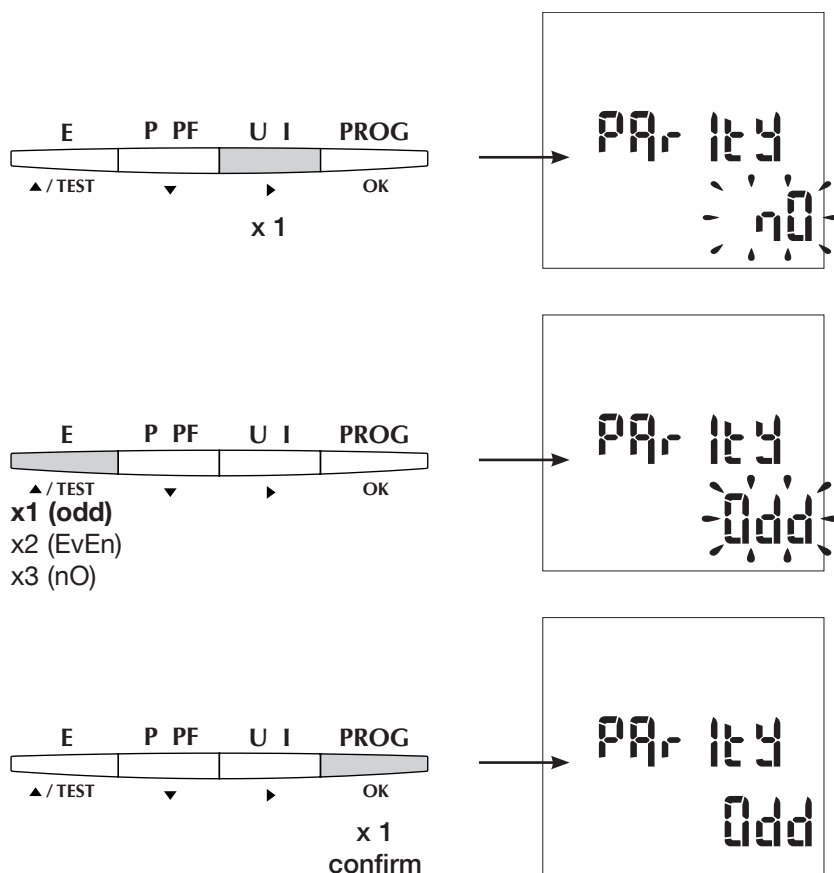 E P PF U I PROG
▲ / TEST ▼ ► OK
x 1
PAr Ity
nO
E P PF U I PROG
▲ / TEST ▼ ► OK
x1 (odd)
x2 (EvEn)
x3 (nO)
PAr Ity
Odd
E P PF U I PROG
▲ / TEST ▼ ► OK
x 1
confirm
PAr Ity
Odd